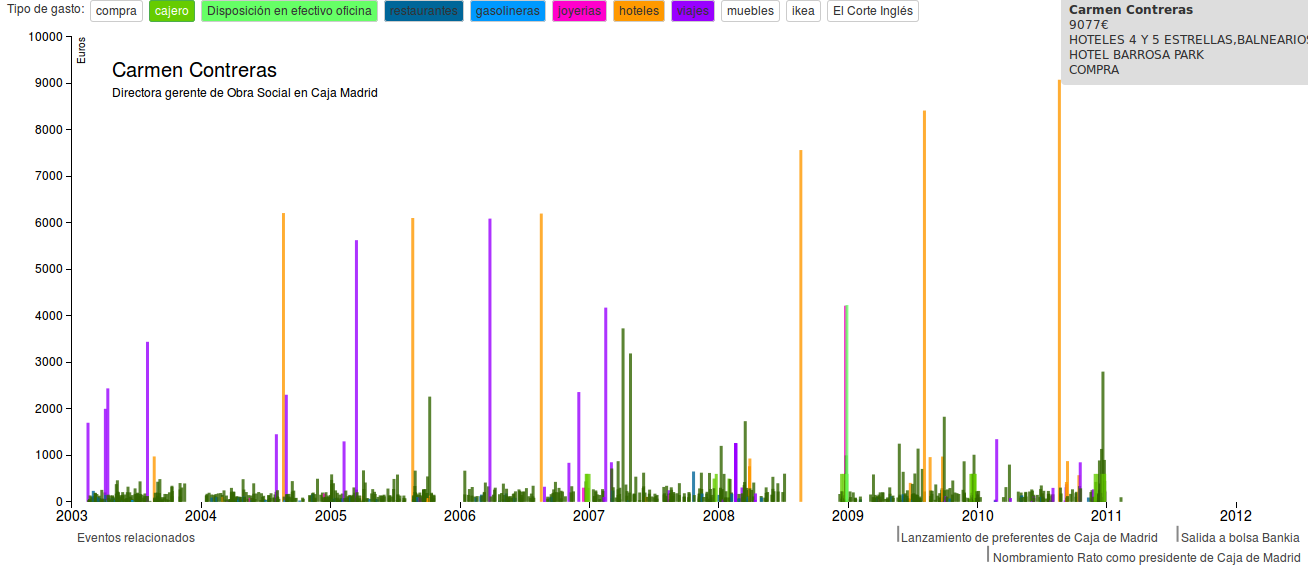 Tipo de gasto: compra cajero Disposición en efectivo oficina restaurantes gasolineras joyerías hoteles viajes muebles ikea El Corte Inglés
Carmen Contreras
9077€
HOTELES 4 Y 5 ESTRELLAS,BALNEARIOS
HOTEL BARROSA PARK
COMPRA
Euros
Carmen Contreras
Directora gerente de Obra Social en Caja Madrid
10000
9000
8000
7000
6000
5000
4000
3000
2000
1000
0
2003 2004 2005 2006 2007 2008 2009 2010 2011 2012
Eventos relacionados
Lanzamiento de preferentes de Caja de Madrid
Salida a bolsa Bankia
Nombramiento Rato como presidente de Caja de Madrid